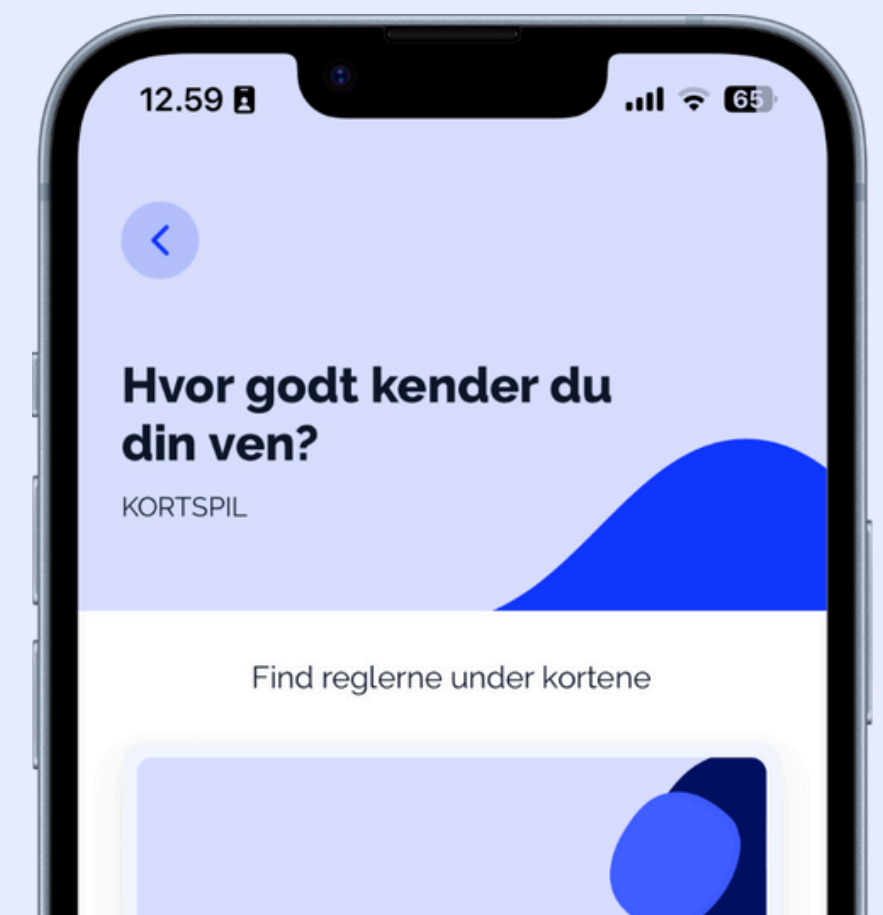 12.59
65
Hvor godt kender du
din ven?
KORTSPIL
Find reglerne under kortene